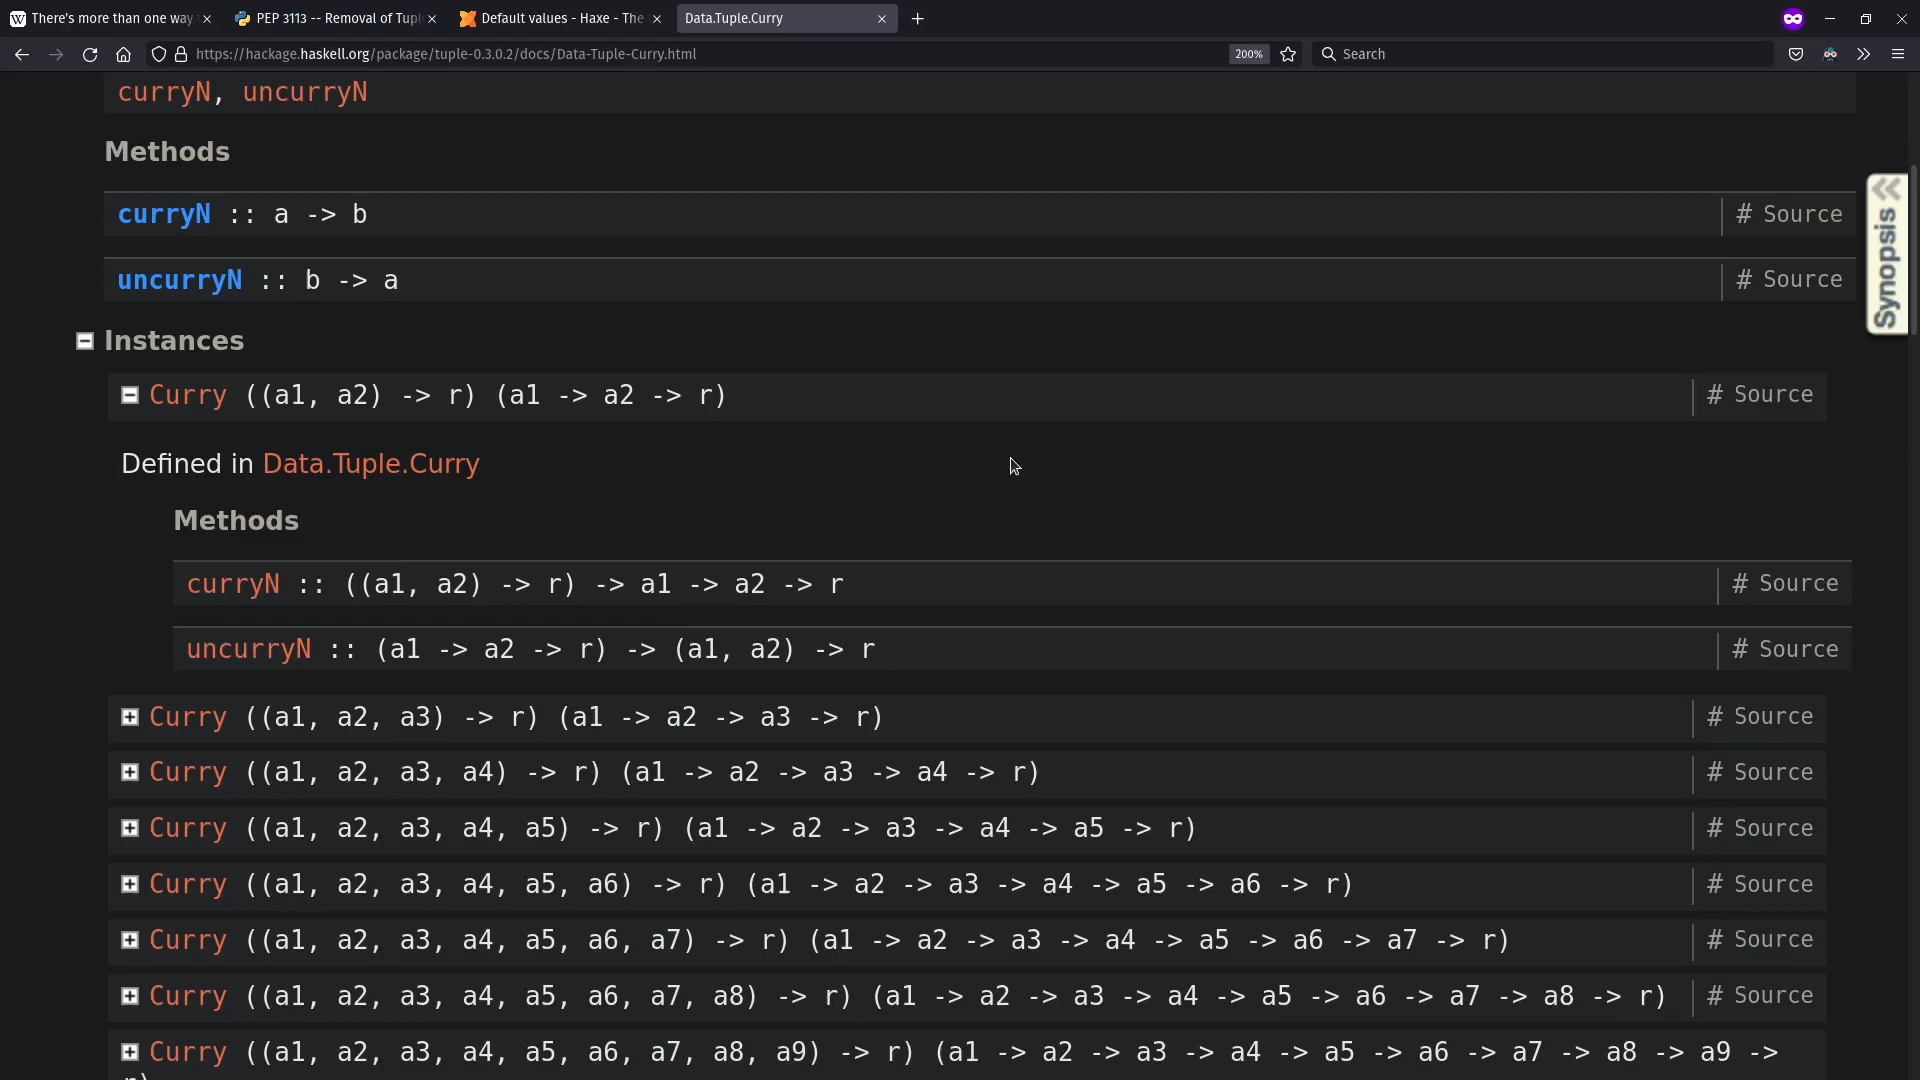 There's more than one way
PEP 3113 -- Removal of Tupl
Default values - Haxe - The
Data.Tuple.Curry
https://hackage.haskell.org/package/tuple-0.3.0.2/docs/Data-Tuple-Curry.html
200%
Search
curryN, uncurryN
Methods
curryN :: a -> b
# Source
uncurryN :: b -> a
# Source
Synopsis
Instances
Curry ((a1, a2) -> r) (a1 -> a2 -> r)
# Source
Defined in Data.Tuple.Curry
Methods
curryN :: ((a1, a2) -> r) -> a1 -> a2 -> r
# Source
uncurryN :: (a1 -> a2 -> r) -> (a1, a2) -> r
# Source
Curry ((a1, a2, a3) -> r) (a1 -> a2 -> a3 -> r)
# Source
Curry ((a1, a2, a3, a4) -> r) (a1 -> a2 -> a3 -> a4 -> r)
# Source
Curry ((a1, a2, a3, a4, a5) -> r) (a1 -> a2 -> a3 -> a4 -> a5 -> r)
# Source
Curry ((a1, a2, a3, a4, a5, a6) -> r) (a1 -> a2 -> a3 -> a4 -> a5 -> a6 -> r)
# Source
Curry ((a1, a2, a3, a4, a5, a6, a7) -> r) (a1 -> a2 -> a3 -> a4 -> a5 -> a6 -> a7 -> r)
# Source
Curry ((a1, a2, a3, a4, a5, a6, a7, a8) -> r) (a1 -> a2 -> a3 -> a4 -> a5 -> a6 -> a7 -> a8 -> r)
# Source
Curry ((a1, a2, a3, a4, a5, a6, a7, a8, a9) -> r) (a1 -> a2 -> a3 -> a4 -> a5 -> a6 -> a7 -> a8 -> a9 ->